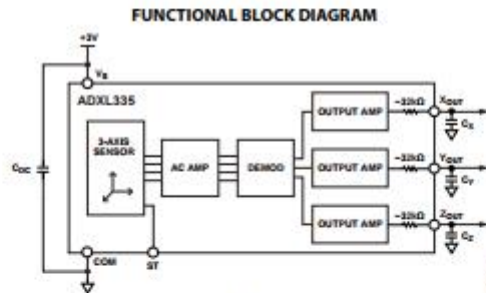 FUNCTIONAL BLOCK DIAGRAM
+3V
VS
ADXL335
3-AXIS
SENSOR
AC AMP
DEMOD
OUTPUT AMP
~32kΩ
XOUT
CX
OUTPUT AMP
~32kΩ
YOUT
CY
OUTPUT AMP
~32kΩ
ZOUT
CZ
CDC
COM
ST